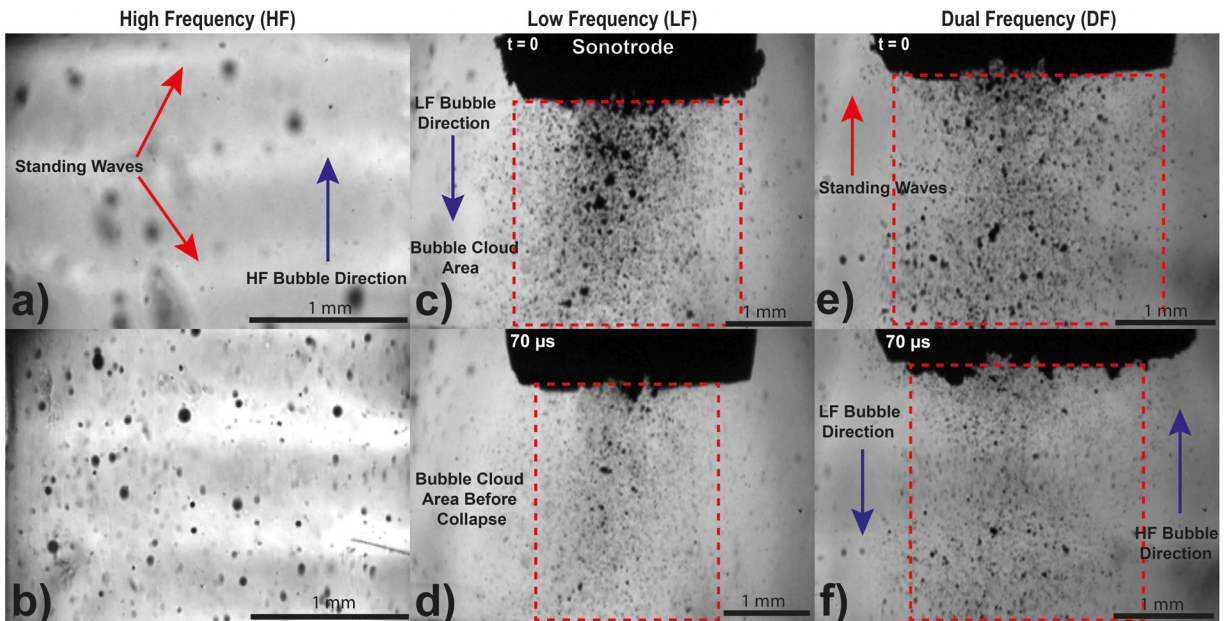 High Frequency (HF)
Low Frequency (LF)
Dual Frequency (DF)
Standing Waves
HF Bubble Direction
a)
1 mm
b)
1 mm
t = 0
Sonotrode
LF Bubble
Direction
Bubble Cloud
Area
c)
1 mm
70 µs
Bubble Cloud
Area Before
Collapse
d)
1 mm
t = 0
Standing Waves
e)
1 mm
70 µs
LF Bubble
Direction
HF Bubble
Direction
f)
1 mm